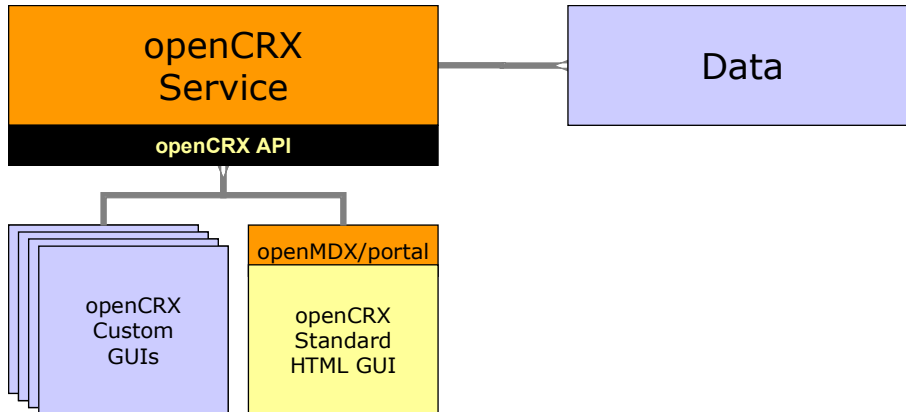 openCRX
Service
Data
openCRX API
openCRX
Custom
GUIs
openMDX/portal
openCRX
Standard
HTML GUI